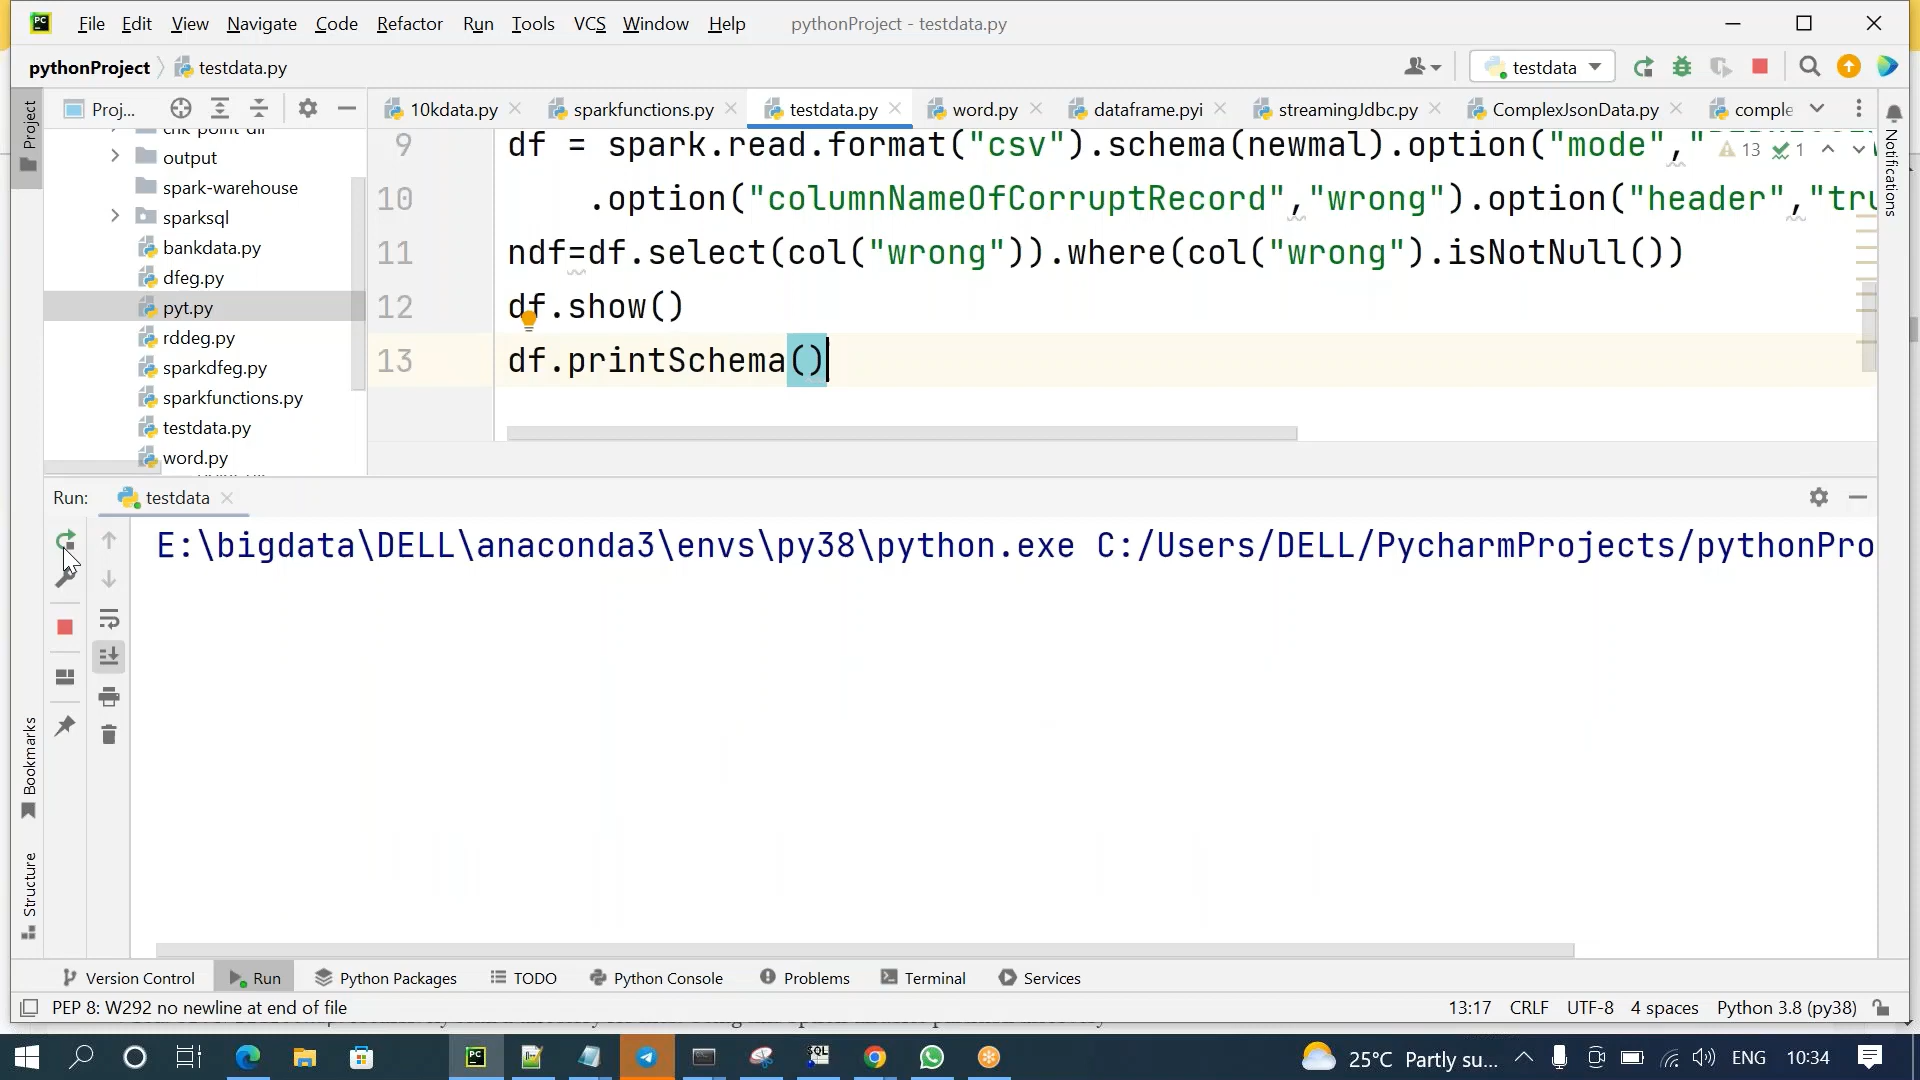 File Edit View Navigate Code Refactor Run Tools VCS Window Help pythonProject - testdata.py
pythonProject testdata.py testdata
Proj... 10kdata.py sparkfunctions.py testdata.py word.py dataframe.pyi streamingJdbc.py ComplexJsonData.py comple
Project
Notifications
output
spark-warehouse
sparksql
bankdata.py
dfeg.py
pyt.py
rddeg.py
sparkdfeg.py
sparkfunctions.py
testdata.py
word.py
9 df = spark.read.format("csv").schema(newmal).option("mode","
13 1
10 .option("columnNameOfCorruptRecord","wrong").option("header","tru
11 ndf=df.select(col("wrong")).where(col("wrong").isNotNull())
12 df.show()
13 df.printSchema()
Run: testdata
E:\bigdata\DELL\anaconda3\envs\py38\python.exe C:/Users/DELL/PycharmProjects/pythonPro
Bookmarks
Structure
Version Control Run Python Packages TODO Python Console Problems Terminal Services
PEP 8: W292 no newline at end of file 13:17 CRLF UTF-8 4 spaces Python 3.8 (py38)
25°C Partly su... ENG 10:34